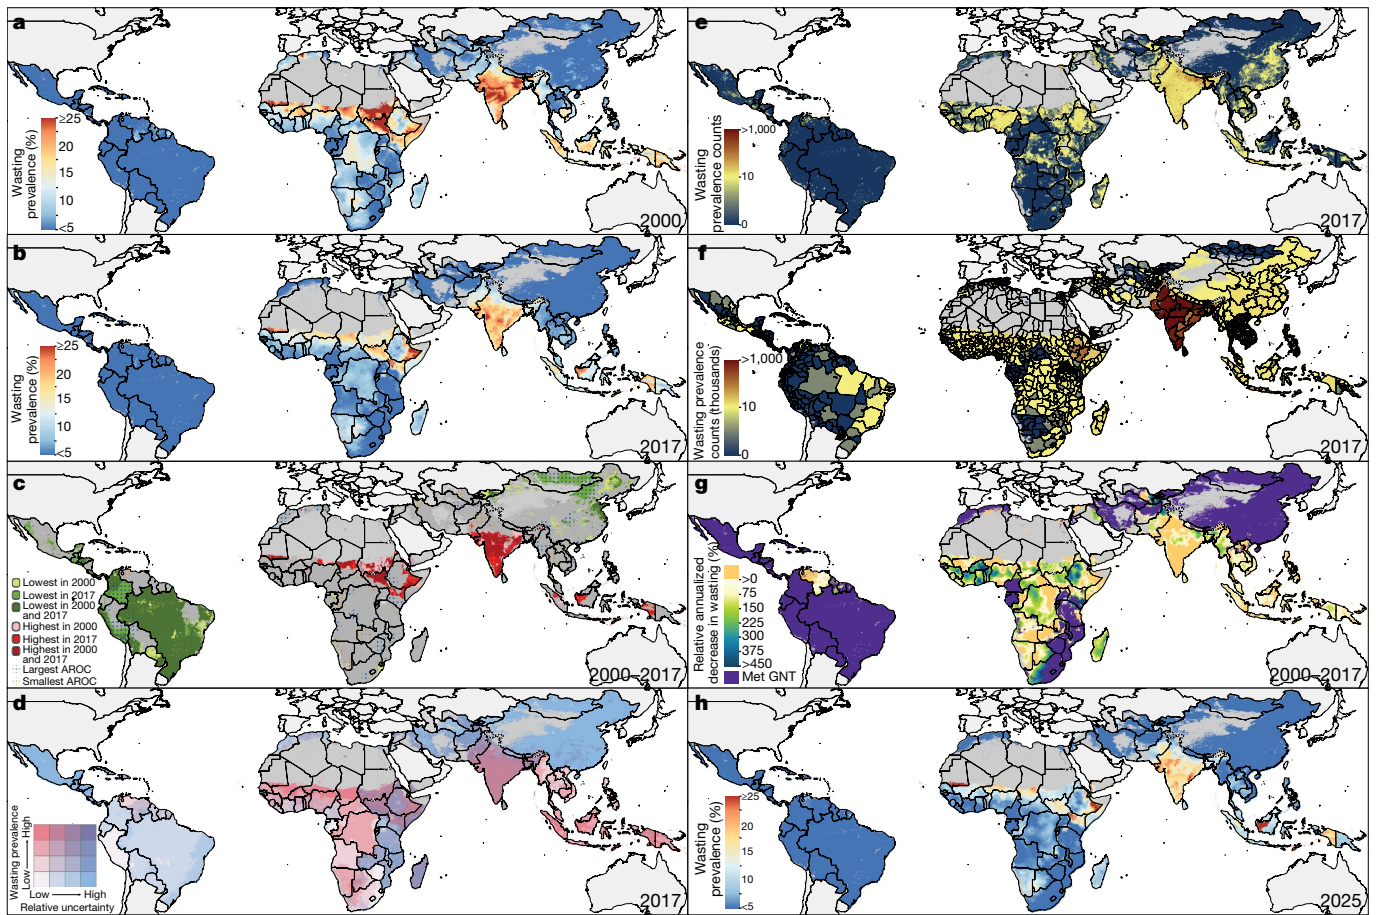 a
Wasting
prevalence (%)
≥25
20
15
10
<5
2000
b
Wasting
prevalence (%)
≥25
20
15
10
<5
2017
c
Lowest in 2000
Lowest in 2017
Lowest in 2000
and 2017
Highest in 2000
Highest in 2017
Highest in 2000
and 2017
Largest AROC
Smallest AROC
2000–2017
d
Wasting prevalence
Low
High
Low
High
Relative uncertainty
2017
e
Wasting
prevalence counts
>1,000
10
0
2017
f
Wasting prevalence
counts (thousands)
>1,000
10
0
2017
g
Relative annualized
decrease in wasting (%)
>0
75
150
225
300
375
>450
Met GNT
2000–2017
h
Wasting
prevalence (%)
≥25
20
15
10
<5
2025